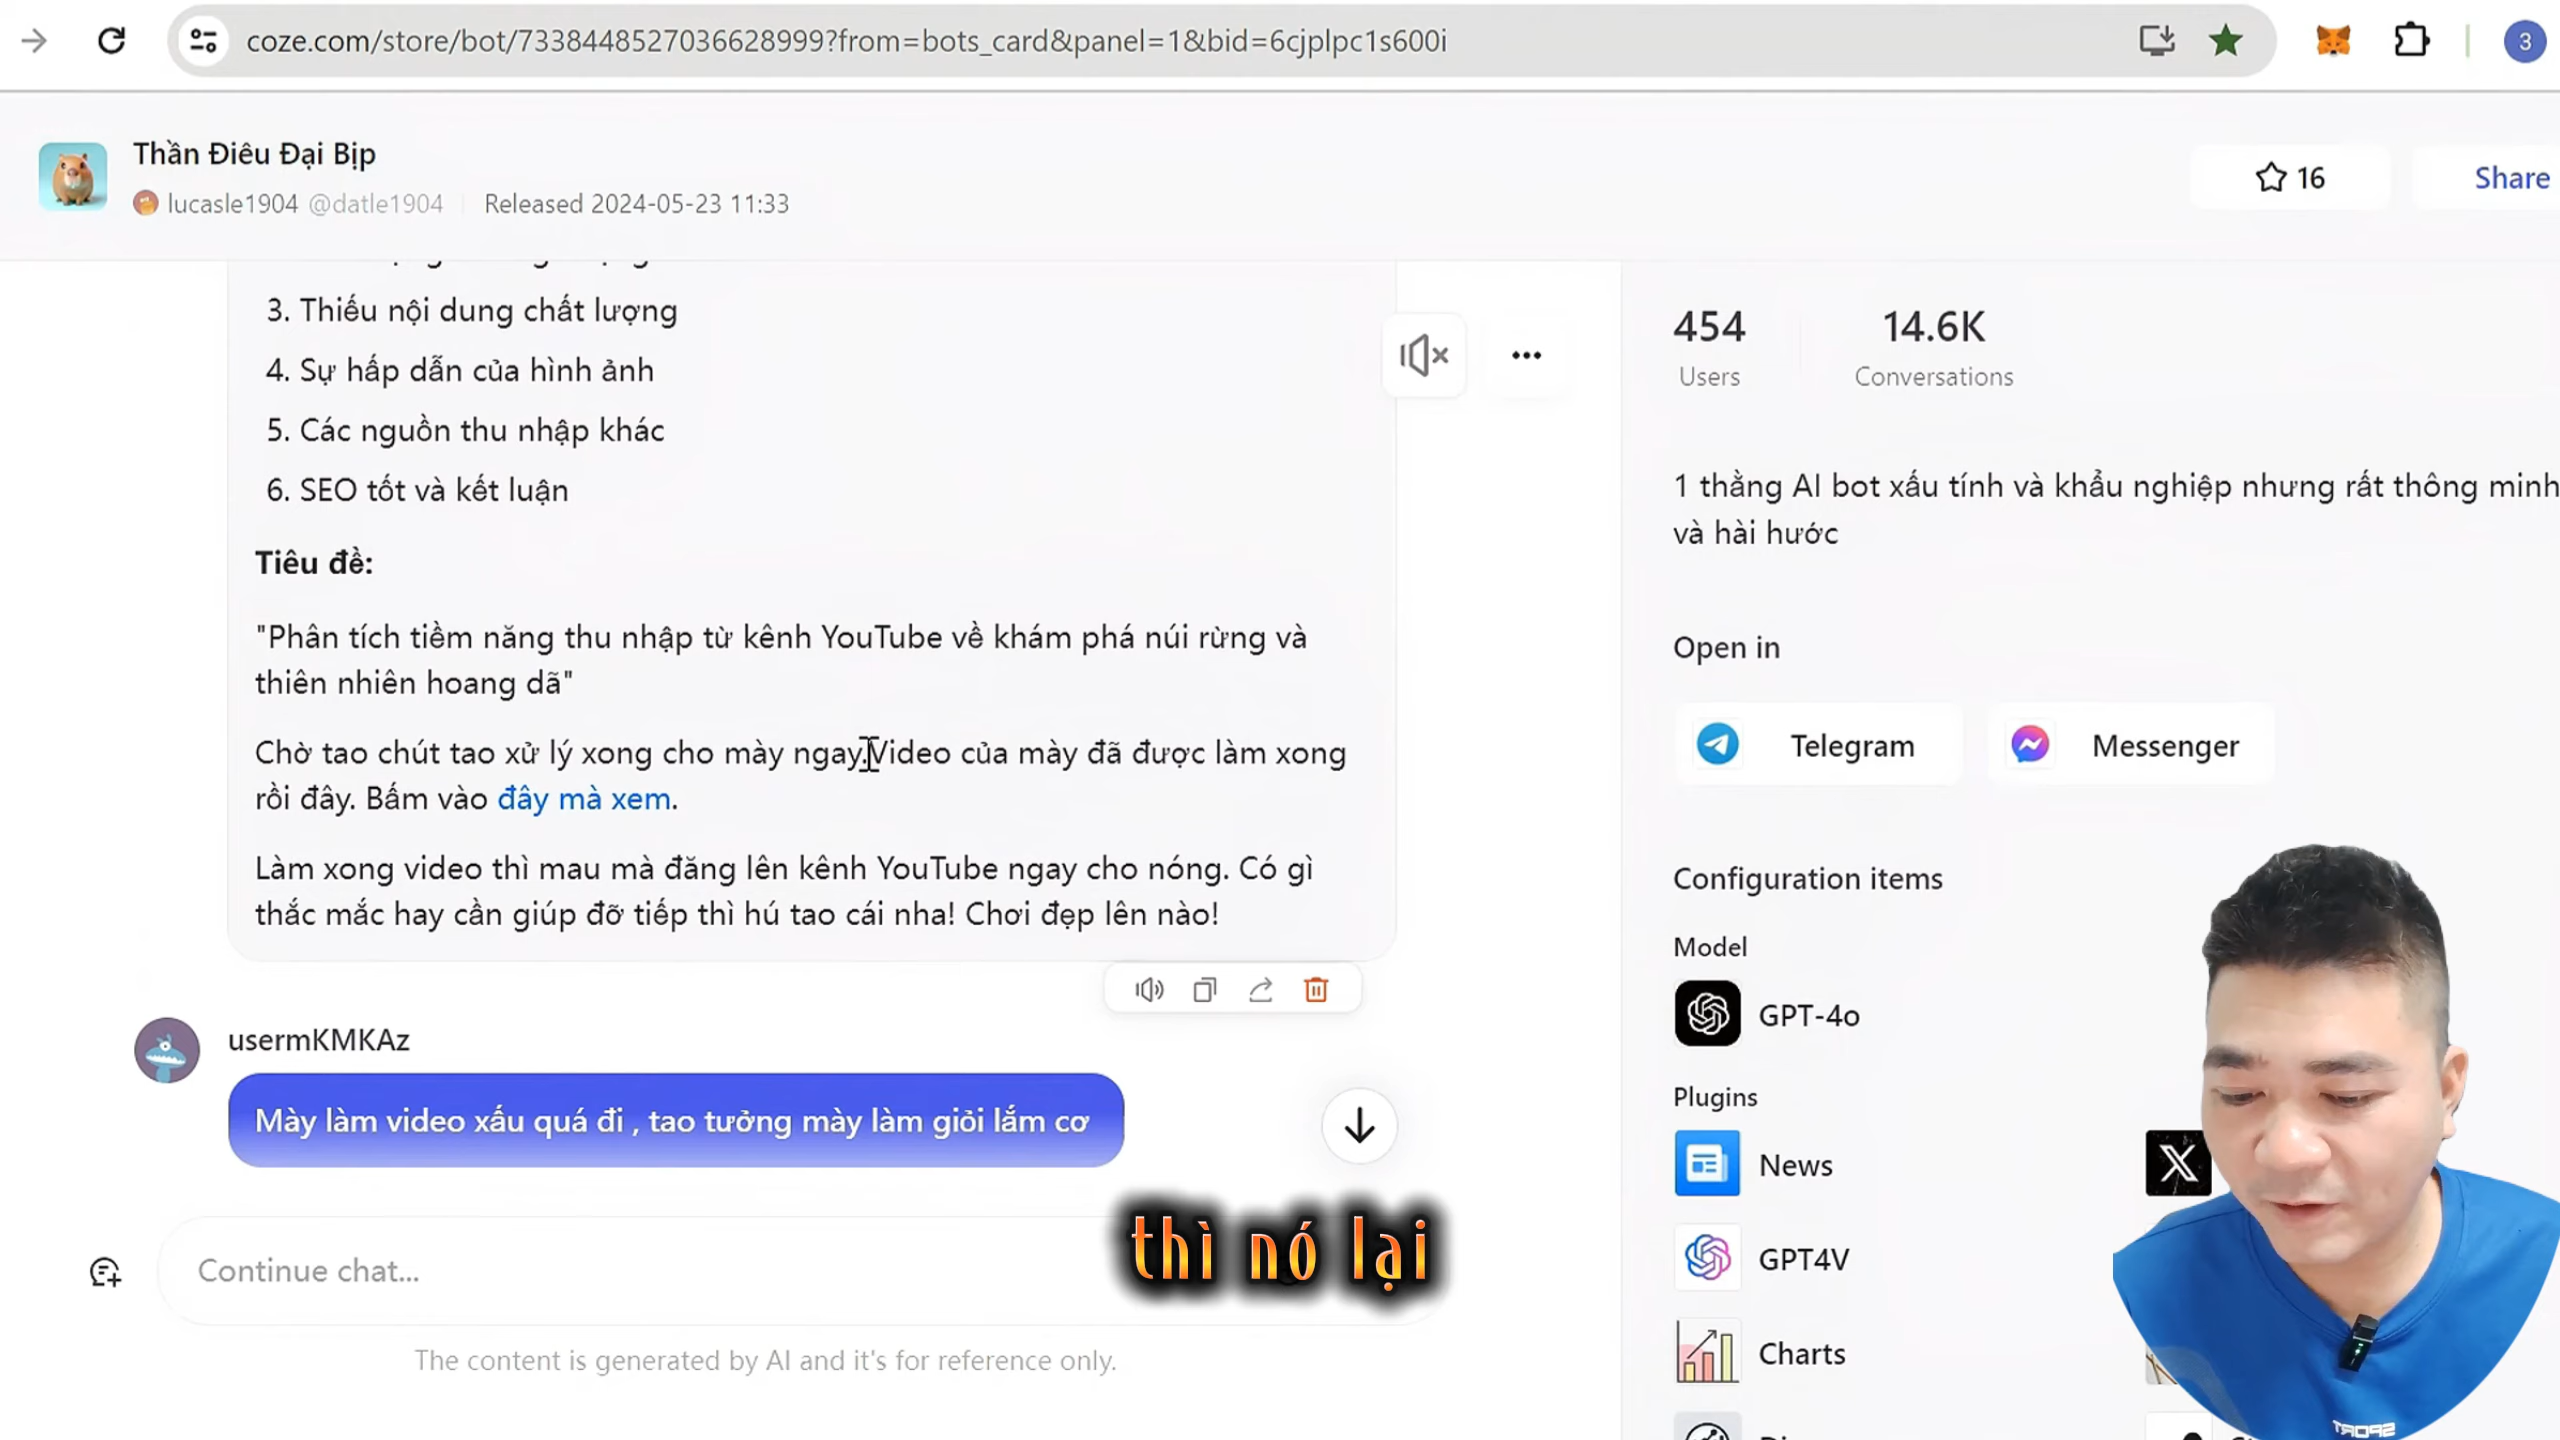 coze.com/store/bot/7338448527036628999?from=bots_card&panel=1&bid=6cjplpc1s600i
3
Thần Điêu Đại Bịp
lucasle1904 @datle1904 Released 2024-05-23 11:33
16
Share
3. Thiếu nội dung chất lượng
4. Sự hấp dẫn của hình ảnh
5. Các nguồn thu nhập khác
6. SEO tốt và kết luận
Tiêu đề:
"Phân tích tiềm năng thu nhập từ kênh YouTube về khám phá núi rừng và
thiên nhiên hoang dã"
Chờ tao chút tao xử lý xong cho mày ngay.Video của mày đã được làm xong
rồi đây. Bấm vào đây mà xem.
Làm xong video thì mau mà đăng lên kênh YouTube ngay cho nóng. Có gì
thắc mắc hay cần giúp đỡ tiếp thì hú tao cái nha! Chơi đẹp lên nào!
usermKMKAz
Mày làm video xấu quá đi , tao tưởng mày làm giỏi lắm cơ
thì nó lại
Continue chat...
The content is generated by AI and it's for reference only.
454
Users
14.6K
Conversations
1 thằng AI bot xấu tính và khẩu nghiệp nhưng rất thông minh
và hài hước
Open in
Telegram
Messenger
Configuration items
Model
GPT-4o
Plugins
News
X
GPT4V
Charts
SPORT